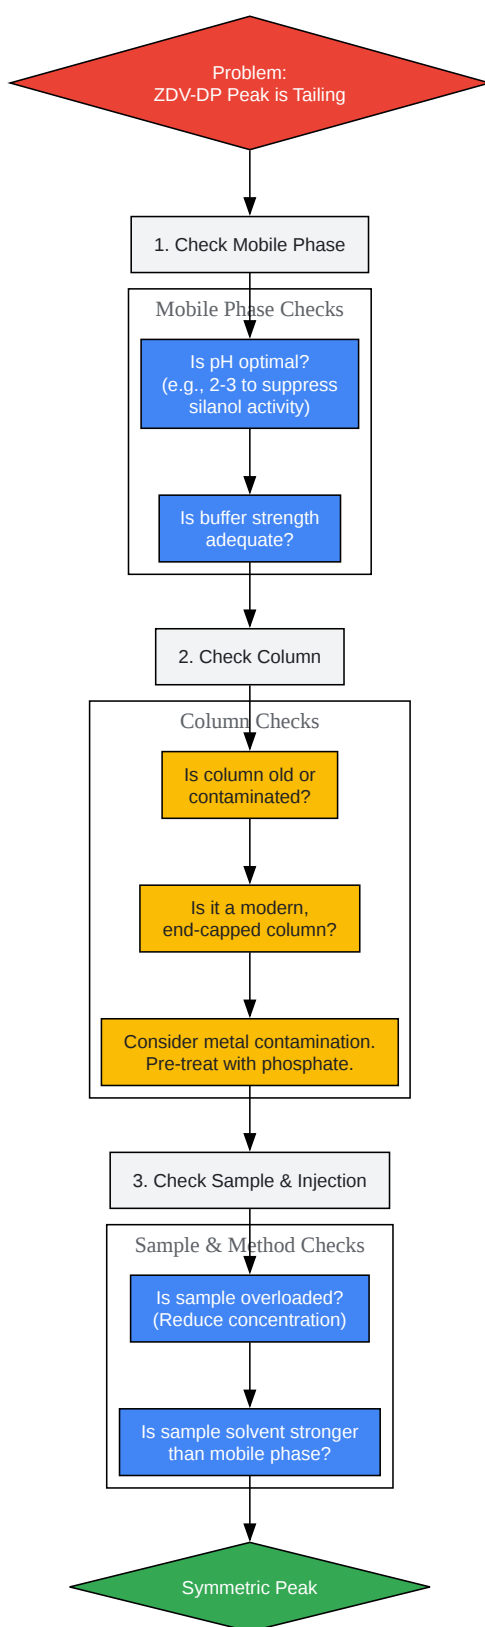 Problem:
ZDV-DP Peak is Tailing
1. Check Mobile Phase
Mobile Phase Checks
Is pH optimal?
(e.g., 2-3 to suppress
silanol activity)
Is buffer strength
adequate?
2. Check Column
Column Checks
Is column old or
contaminated?
Is it a modern,
end-capped column?
Consider metal contamination.
Pre-treat with phosphate.
3. Check Sample & Injection
Sample & Method Checks
Is sample overloaded?
(Reduce concentration)
Is sample solvent stronger
than mobile phase?
Symmetric Peak